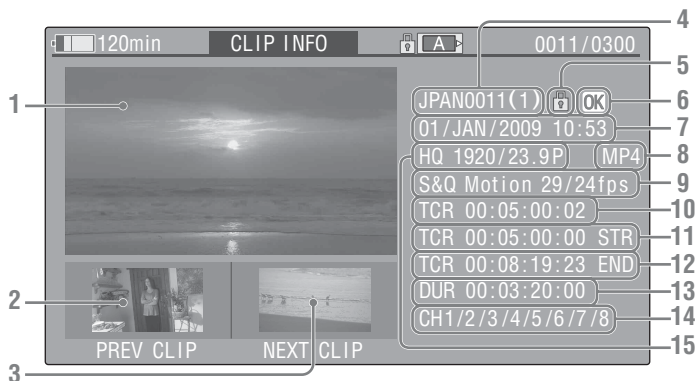 120min CLIP INFO A 0011/0300
JPAN0011(1) OK
01/JAN/2009 10:53
HQ 1920/23.9P MP4
S&Q Motion 29/24fps
TCR 00:05:00:02
TCR 00:05:00:00 STR
TCR 00:08:19:23 END
DUR 00:03:20:00
CH1/2/3/4/5/6/7/8
PREV CLIP NEXT CLIP
1
2
3
4
5
6
7
8
9
10
11
12
13
14
15